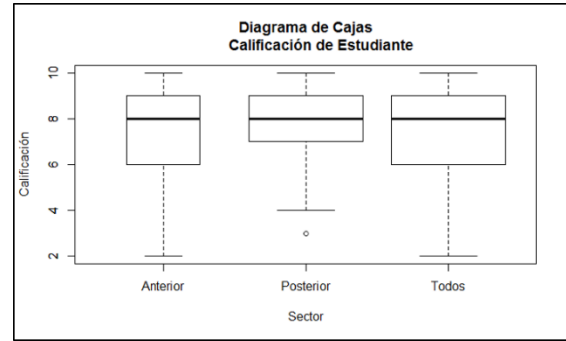 Diagrama de Cajas
Calificación de Estudiante
Calificación
10
8
6
4
2
Anterior
Posterior
Todos
Sector